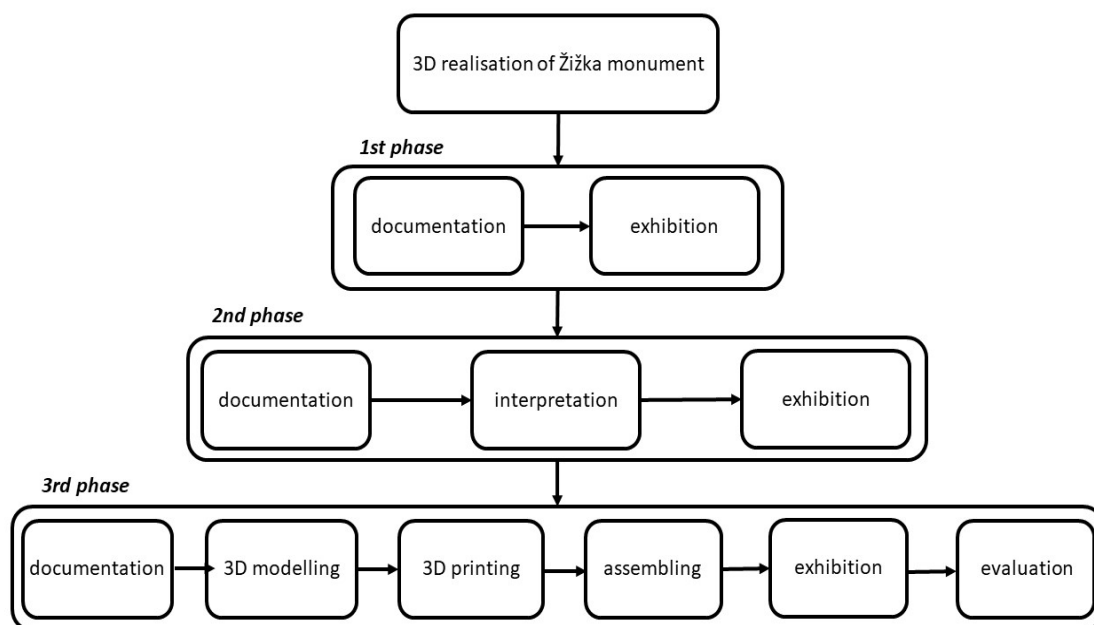 3D realisation of Žižka monument
1st phase
documentation
exhibition
2nd phase
documentation
interpretation
exhibition
3rd phase
documentation
3D modelling
3D printing
assembling
exhibition
evaluation